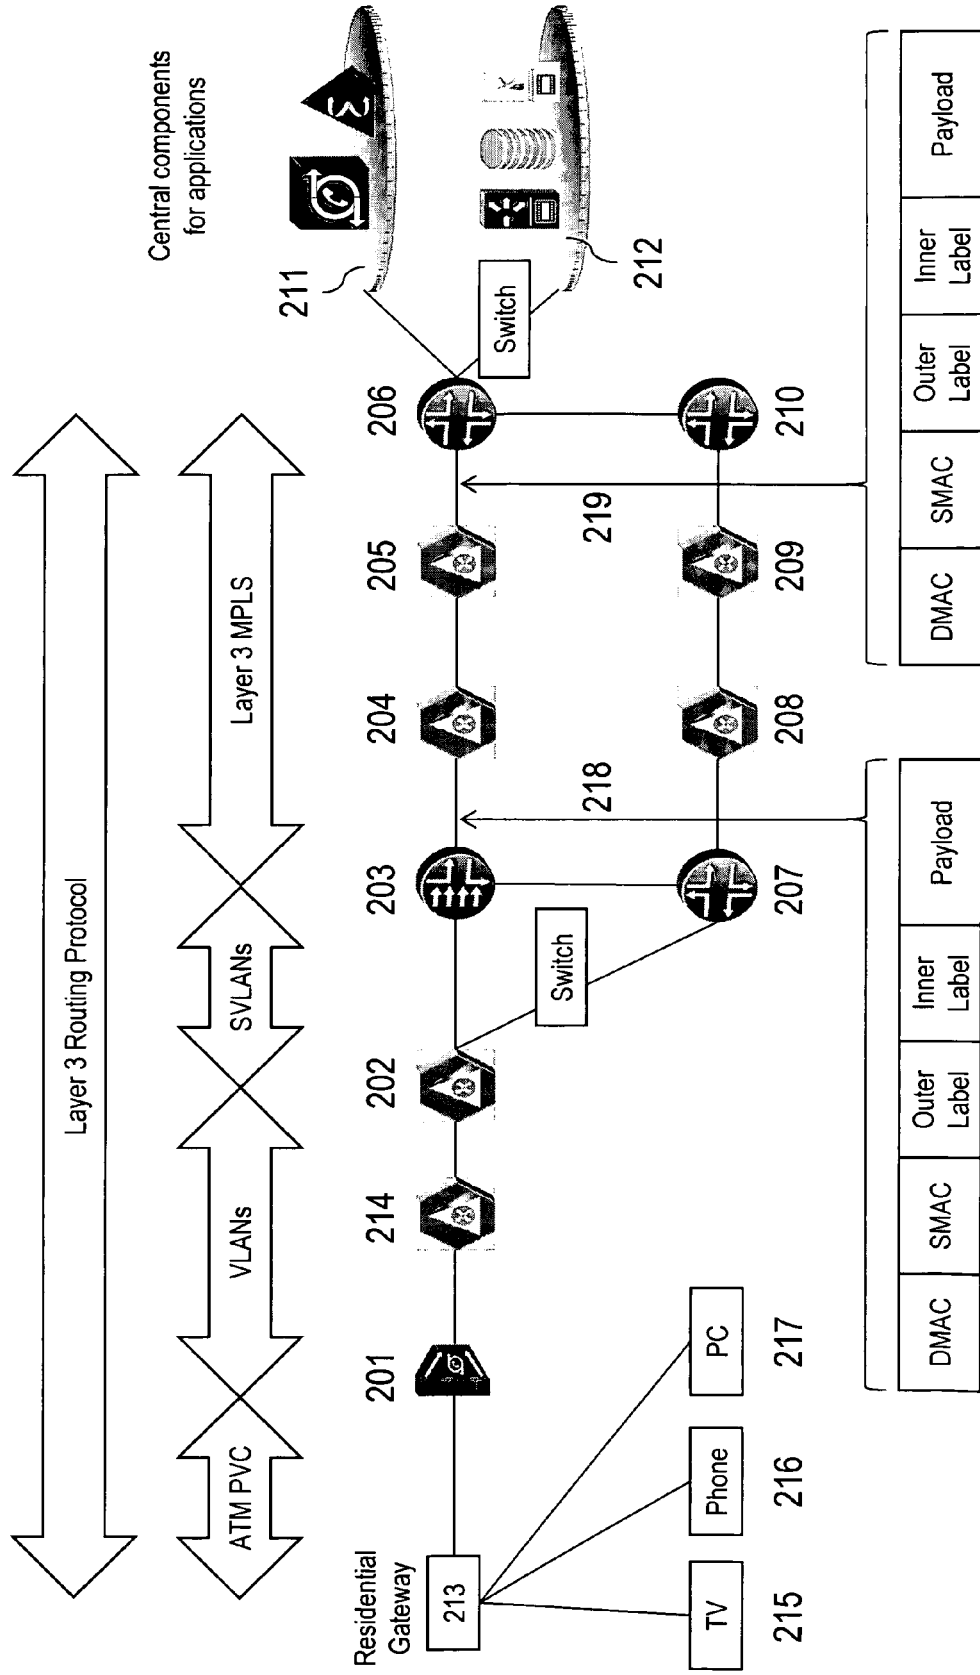 Layer 3 Routing Protocol
ATM PVC
VLANs
SVLANs
Layer 3 MPLS
Central components
for applications
Residential
Gateway
213
201
214
202
203
204
205
206
211
212
Switch
Switch
218
219
207
208
209
210
TV
Phone
PC
215
216
217
DMAC
SMAC
Outer
Label
Inner
Label
Payload
DMAC
SMAC
Outer
Label
Inner
Label
Payload